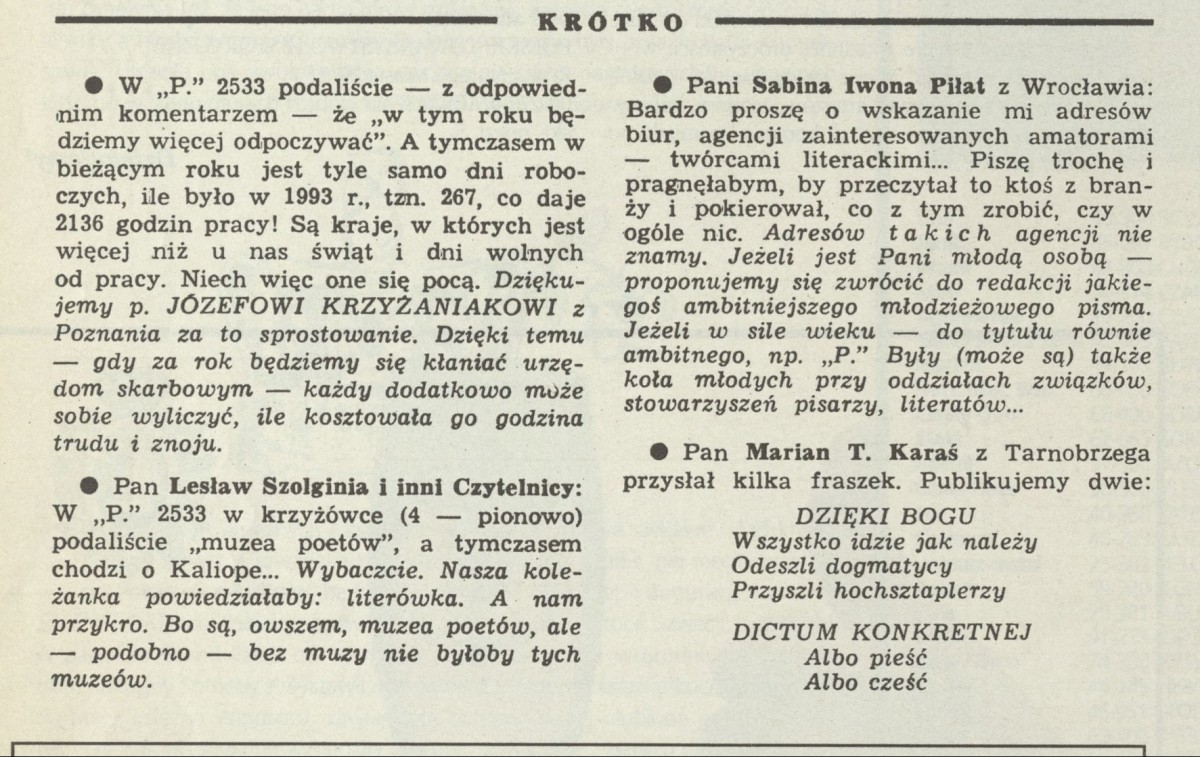 KRÓTKO
● W „P.” 2533 podaliście — z odpowied-
nim komentarzem — że „w tym roku bę-
dziemy więcej odpoczywać”. A tymczasem w
bieżącym roku jest tyle samo dni robo-
czych, ile było w 1993 r., tzn. 267, co daje
2136 godzin pracy! Są kraje, w których jest
więcej niż u nas świąt i dni wolnych
od pracy. Niech więc one się pocą. Dzięku-
jemy p. JÓZEFOWI KRZYŻANIAKOWI z
Poznania za to sprostowanie. Dzięki temu
— gdy za rok będziemy się kłaniać urzę-
dom skarbowym — każdy dodatkowo może
sobie wyliczyć, ile kosztowała go godzina
trudu i znoju.
● Pan Lesław Szolginia i inni Czytelnicy:
W „P.” 2533 w krzyżówce (4 — pionowo)
podaliście „muzea poetów”, a tymczasem
chodzi o Kaliope... Wybaczcie. Nasza kole-
żanka powiedziałaby: literówka. A nam
przykro. Bo są, owszem, muzea poetów, ale
— podobno — bez muzy nie byłoby tych
muzeów.
● Pani Sabina Iwona Piłat z Wrocławia:
Bardzo proszę o wskazanie mi adresów
biur, agencji zainteresowanych amatorami
— twórcami literackimi... Piszę trochę i
pragnęłabym, by przeczytał to ktoś z bran-
ży i pokierował, co z tym zrobić, czy w
ogóle nic. Adresów takich agencji nie
znamy. Jeżeli jest Pani młodą osobą —
proponujemy się zwrócić do redakcji jakie-
goś ambitniejszego młodzieżowego pisma.
Jeżeli w sile wieku — do tytułu równie
ambitnego, np. „P.” Były (może są) także
koła młodych przy oddziałach związków,
stowarzyszeń pisarzy, literatów...
● Pan Marian T. Karaś z Tarnobrzega
przysłał kilka fraszek. Publikujemy dwie:
DZIĘKI BOGU
Wszystko idzie jak należy
Odeszli dogmatycy
Przyszli hochsztaplerzy
DICTUM KONKRETNEJ
Albo pieść
Albo cześć